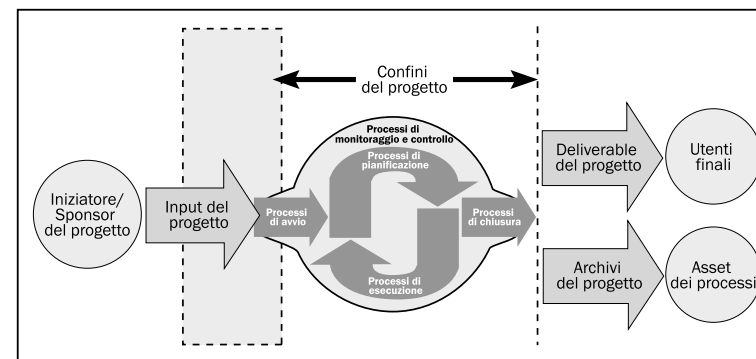 Confini
del progetto
Processi di
monitoraggio e controllo
Processi di
pianificazione
Iniziatore/
Sponsor
del progetto
Input del
progetto
Processi
di avvio
Processi
di chiusura
Processi di
esecuzione
Deliverable
del progetto
Utenti
finali
Archivi
del progetto
Asset
dei processi